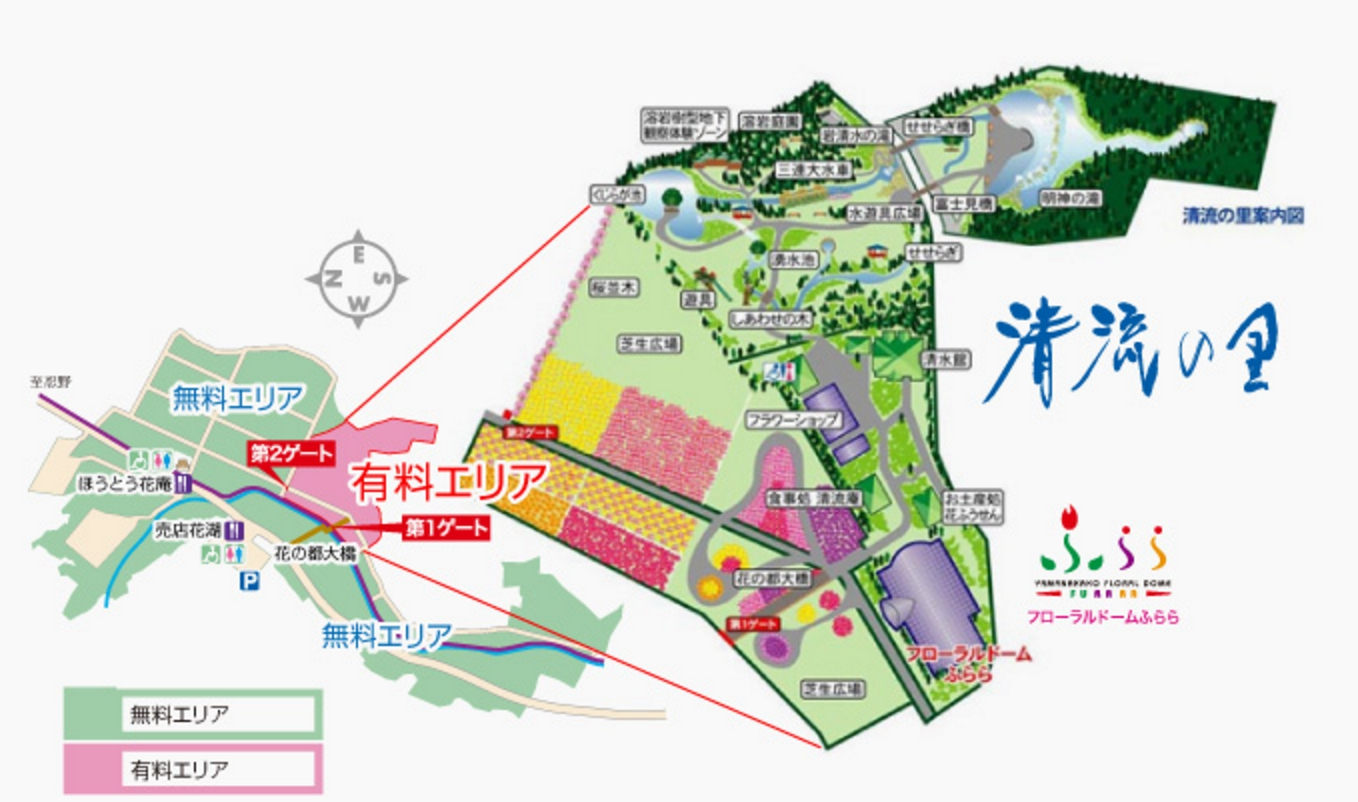 溶岩樹型地下
観察体験ゾーン
溶岩庭園
岩清水の滝
せせらぎ橋
三連大水車
くじらが池
水遊具広場
富士見橋
明神の滝
清流の里案内図
せせらぎ
湧水池
桜並木
遊具
しあわせの木
芝生広場
清水館
清流の里
E
N
S
W
至忍野
無料エリア
第2ゲート
有料エリア
ほうとう花庵
売店花湖
第1ゲート
花の都大橋
P
無料エリア
フラワーショップ
第2ゲート
食事処 清流庵
お土産処
花ふうせん
花の都大橋
第1ゲート
芝生広場
フローラルドーム
ふらら
ふらら
YAMANAKAKO FLORAL DOME
FURARA
フローラルドームふらら
無料エリア
有料エリア